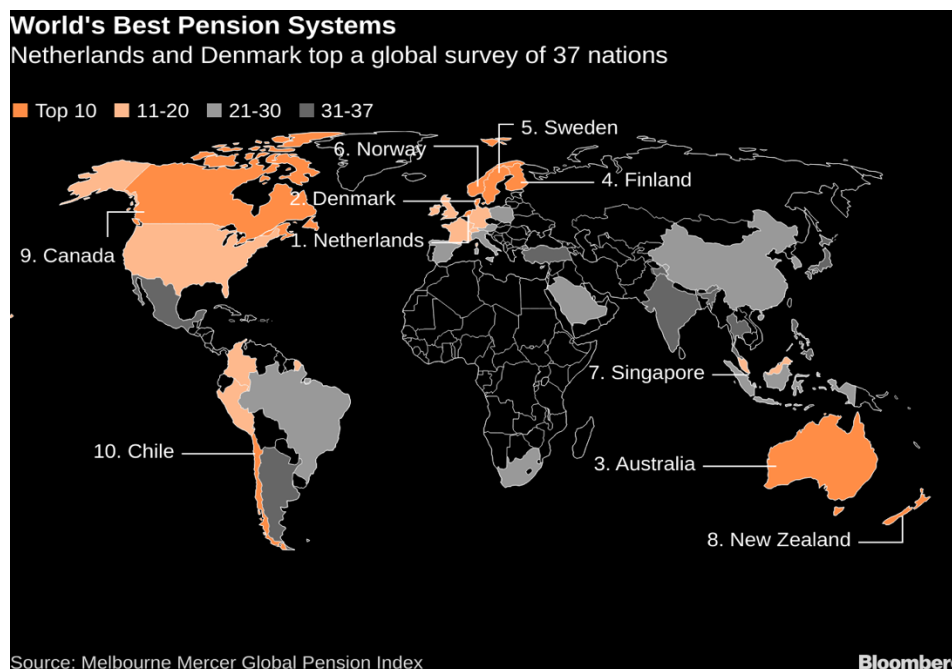 World's Best Pension Systems
Netherlands and Denmark top a global survey of 37 nations
Top 10 11-20 21-30 31-37
5. Sweden
6. Norway
4. Finland
2. Denmark
1. Netherlands
9. Canada
7. Singapore
10. Chile
3. Australia
8. New Zealand
Source: Melbourne Mercer Global Pension Index
Bloomber